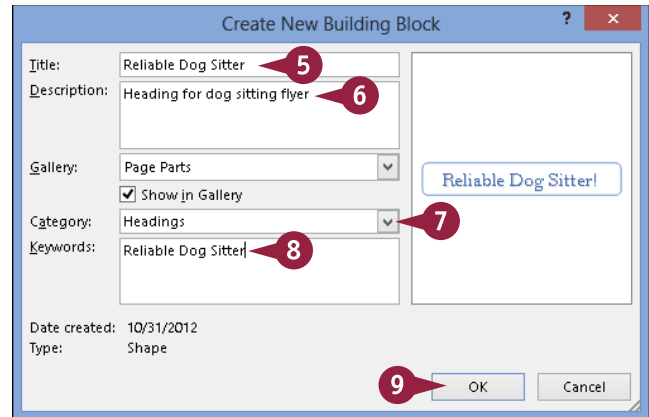 Create New Building Block
? ×
Title: Reliable Dog Sitter 5
Description: Heading for dog sitting flyer 6
Gallery: Page Parts
Show in Gallery
Reliable Dog Sitter!
Category: Headings 7
Keywords: Reliable Dog Sitter 8
Date created: 10/31/2012
Type: Shape
9 OK Cancel